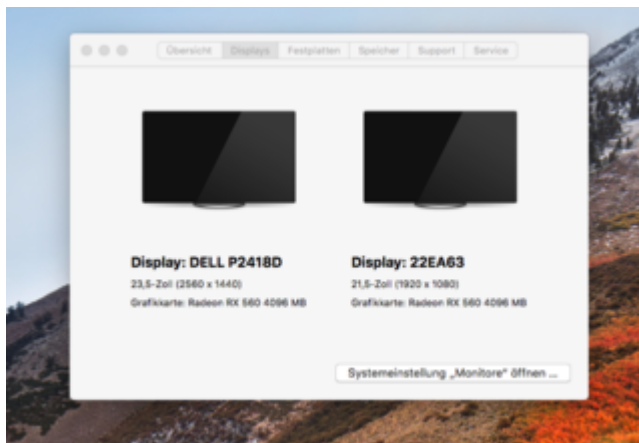 Übersicht Displays Festplatten Speicher Support Service
Display: DELL P2418D
23,5-Zoll (2560 x 1440)
Grafikkarte: Radeon RX 560 4096 MB
Display: 22EA63
21,5-Zoll (1920 x 1080)
Grafikkarte: Radeon RX 560 4096 MB
Systemeinstellung „Monitore“ öffnen ...